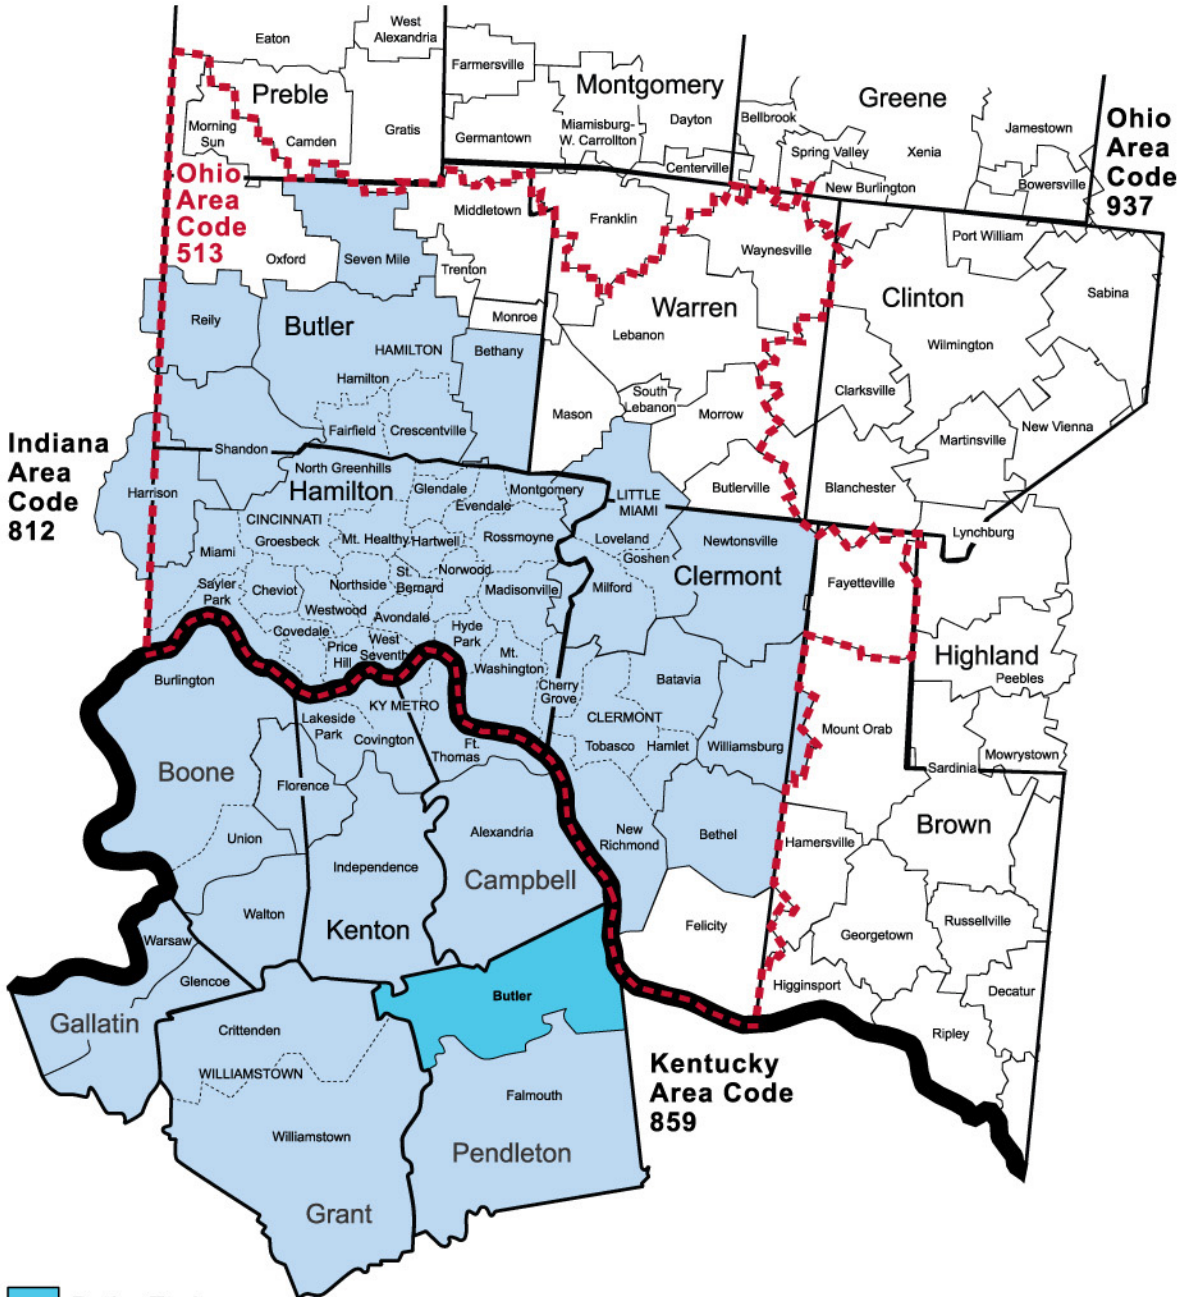 West
Alexandria
Eaton
Farmersville
Preble
Montgomery
Greene
Morning
Sun
Camden
Gratis
Germantown
Miamisburg-
W. Carrollton
Dayton
Centerville
Bellbrook
Spring Valley
Xenia
Jamestown
Bowersville
New Burlington
Ohio
Area
Code
937
Ohio
Area
Code
513
Middletown
Franklin
Waynesville
Port William
Oxford
Seven Mile
Trenton
Sabina
Warren
Clinton
Reily
Butler
Monroe
Lebanon
Wilmington
HAMILTON
Bethany
Hamilton
South
Lebanon
Clarksville
Mason
Morrow
Fairfield
Crescentville
Martinsville
New Vienna
Indiana
Area
Code
812
Shandon
North Greenhills
Harrison
Hamilton
Glendale
Montgomery
Evendale
LITTLE
MIAMI
Butlerville
Blanchester
CINCINNATI
Groesbeck
Mt. Healthy
Hartwell
Rossmoyne
Loveland
Goshen
Newtonsville
Lynchburg
Miami
Sayler
Park
Cheviot
Northside
St.
Bernard
Norwood
Madisonville
Milford
Clermont
Fayetteville
Westwood
Avondale
Covedale
Price
Hill
West
Seventh
Hyde
Park
Mt.
Washington
Highland
Peebles
Burlington
Cherry
Grove
Batavia
KY METRO
Lakeside
Park
Covington
Ft.
Thomas
CLERMONT
Tobasco
Hamlet
Williamsburg
Mount Orab
Mowrystown
Sardinia
Boone
Florence
Union
Alexandria
New
Richmond
Bethel
Hamersville
Brown
Independence
Campbell
Walton
Kenton
Felicity
Georgetown
Russellville
Warsaw
Glencoe
Butler
Higginsport
Decatur
Gallatin
Crittenden
Ripley
WILLIAMSTOWN
Kentucky
Area Code
859
Falmouth
Williamstown
Pendleton
Grant